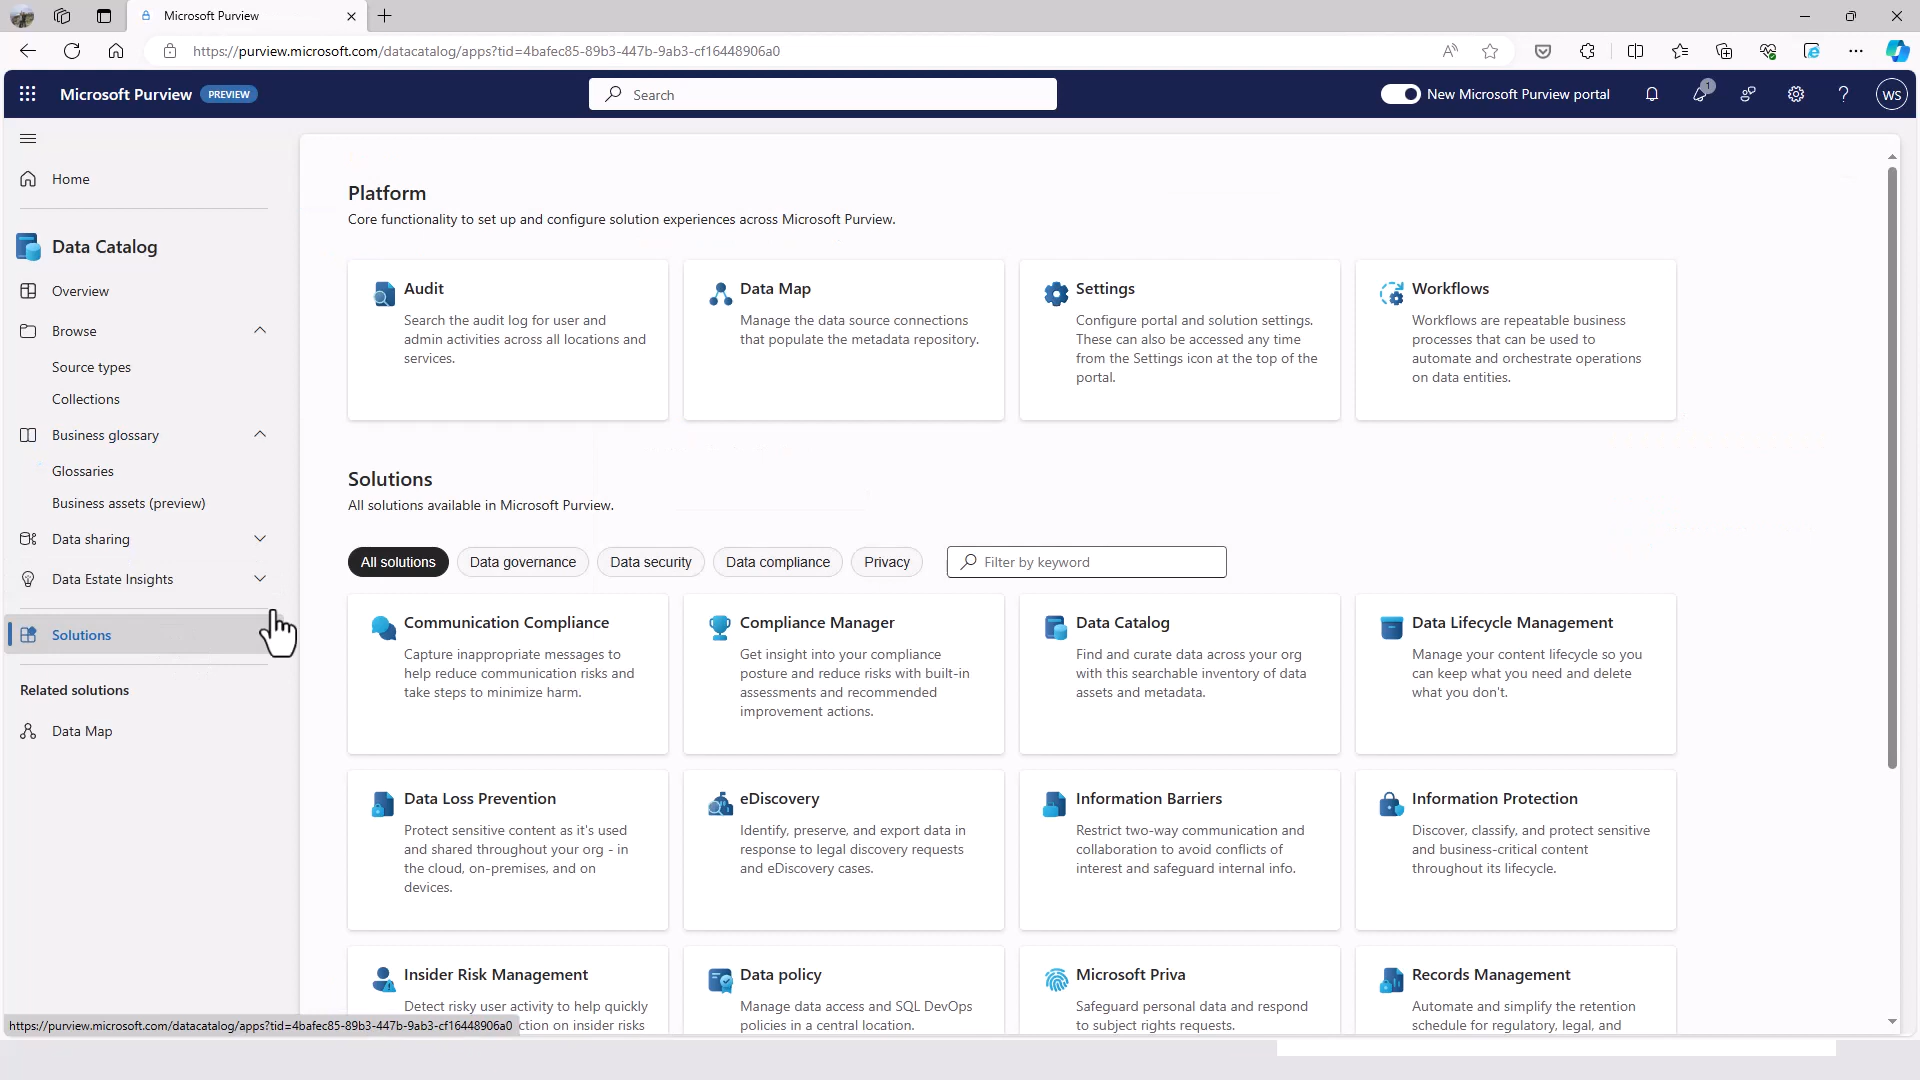 Microsoft Purview
https://purview.microsoft.com/datacatalog/apps?tid=4bafec85-89b3-447b-9ab3-cf16448906a0
Microsoft Purview PREVIEW
Search
New Microsoft Purview portal
1
WS
Home
Data Catalog
Overview
Browse
Source types
Collections
Business glossary
Glossaries
Business assets (preview)
Data sharing
Data Estate Insights
Solutions
Related solutions
Data Map
Platform
Core functionality to set up and configure solution experiences across Microsoft Purview.
Audit
Search the audit log for user and
admin activities across all locations and
services.
Data Map
Manage the data source connections
that populate the metadata repository.
Settings
Configure portal and solution settings.
These can also be accessed any time
from the Settings icon at the top of the
portal.
Workflows
Workflows are repeatable business
processes that can be used to
automate and orchestrate operations
on data entities.
Solutions
All solutions available in Microsoft Purview.
All solutions
Data governance
Data security
Data compliance
Privacy
Filter by keyword
Communication Compliance
Capture inappropriate messages to
help reduce communication risks and
take steps to minimize harm.
Compliance Manager
Get insight into your compliance
posture and reduce risks with built-in
assessments and recommended
improvement actions.
Data Catalog
Find and curate data across your org
with this searchable inventory of data
assets and metadata.
Data Lifecycle Management
Manage your content lifecycle so you
can keep what you need and delete
what you don't.
Data Loss Prevention
Protect sensitive content as it's used
and shared throughout your org - in
the cloud, on-premises, and on
devices.
eDiscovery
Identify, preserve, and export data in
response to legal discovery requests
and eDiscovery cases.
Information Barriers
Restrict two-way communication and
collaboration to avoid conflicts of
interest and safeguard internal info.
Information Protection
Discover, classify, and protect sensitive
and business-critical content
throughout its lifecycle.
Insider Risk Management
Detect risky user activity to help quickly
ction on insider risks
Data policy
Manage data access and SQL DevOps
policies in a central location.
Microsoft Priva
Safeguard personal data and respond
to subject rights requests.
Records Management
Automate and simplify the retention
schedule for regulatory, legal, and
https://purview.microsoft.com/datacatalog/apps?tid=4bafec85-89b3-447b-9ab3-cf16448906a0